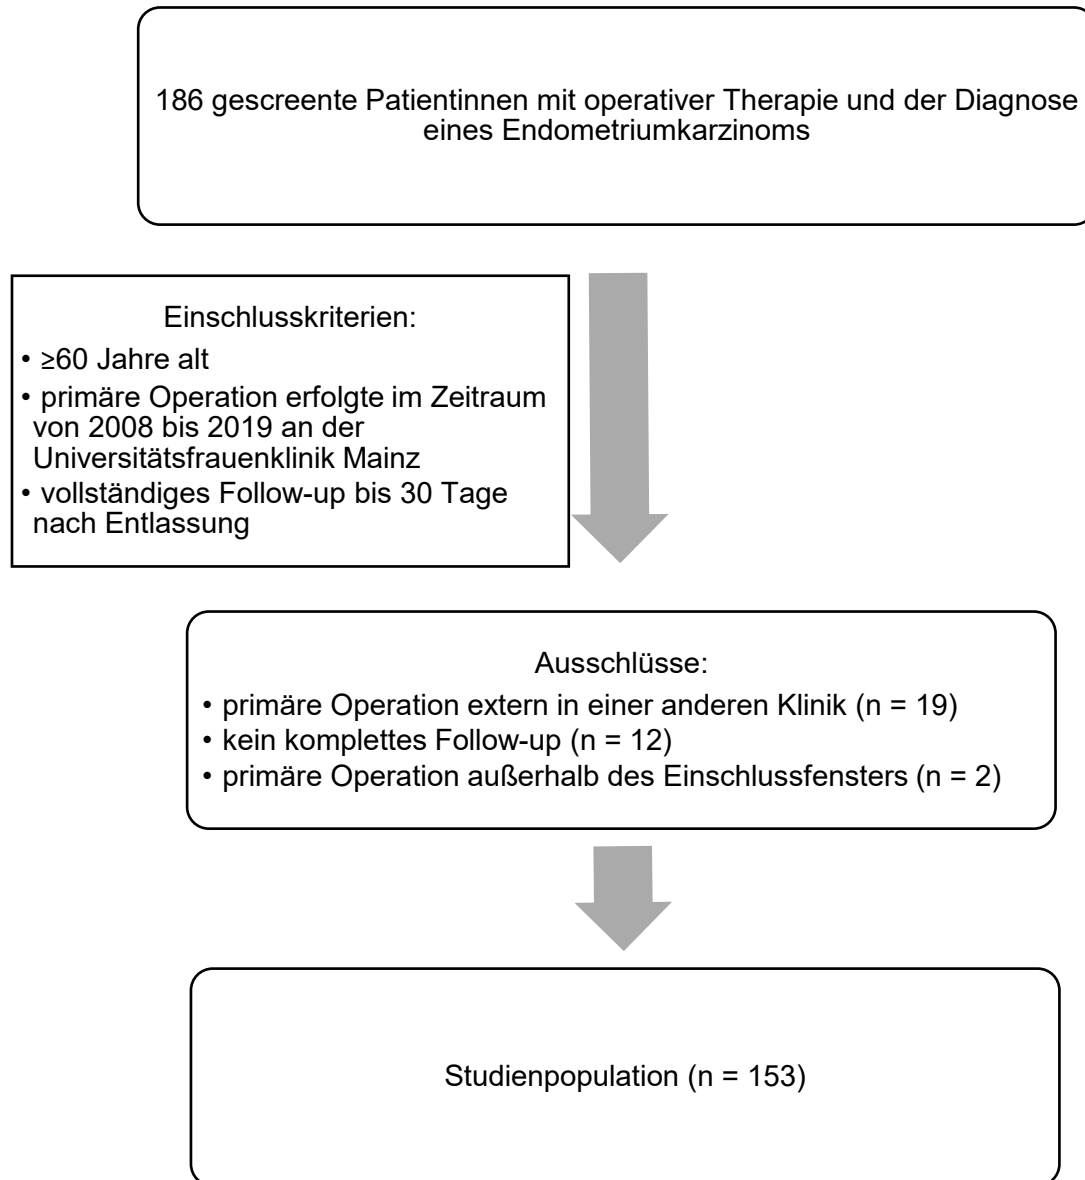 186 gescreente Patientinnen mit operativer Therapie und der Diagnose
eines Endometriumkarzinoms
Einschlusskriterien:
• ≥60 Jahre alt
• primäre Operation erfolgte im Zeitraum
von 2008 bis 2019 an der
Universitätsfrauenklinik Mainz
• vollständiges Follow-up bis 30 Tage
nach Entlassung
Ausschlüsse:
• primäre Operation extern in einer anderen Klinik (n = 19)
• kein komplettes Follow-up (n = 12)
• primäre Operation außerhalb des Einschlussfensters (n = 2)
Studienpopulation (n = 153)